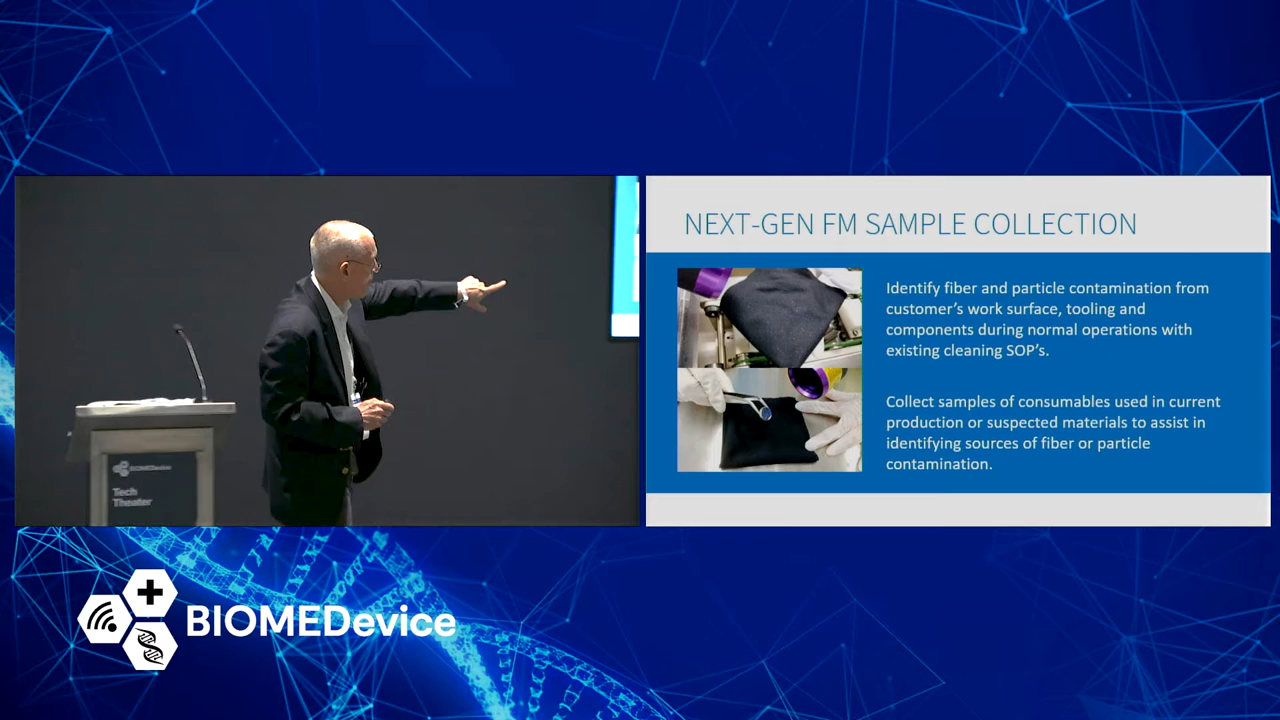 NEXT-GEN FM SAMPLE COLLECTION
Identify fiber and particle contamination from
customer's work surface, tooling and
components during normal operations with
existing cleaning SOP's.
Collect samples of consumables used in current
production or suspected materials to assist in
identifying sources of fiber or particle
contamination.
BIOMEDevice
Tech
Theater
BIOMEDevice